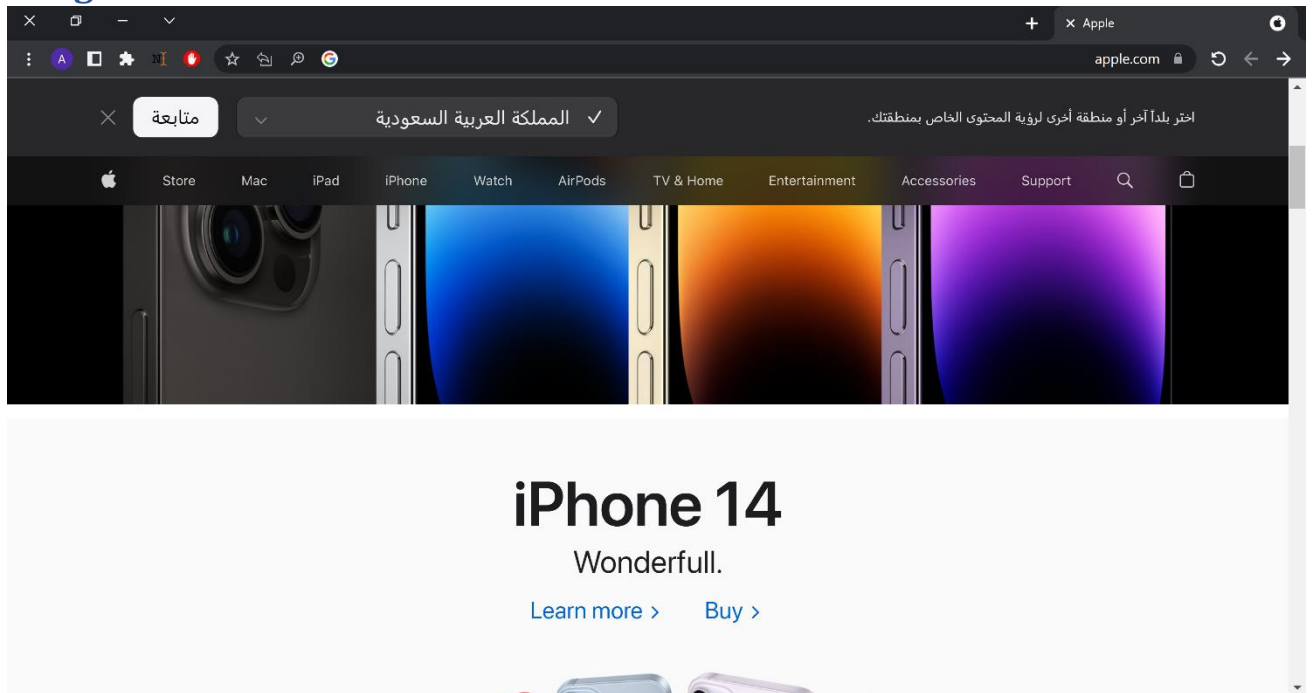 Apple
apple.com
A
اختر بلداً آخر أو منطقة أخرى لرؤية المحتوى الخاص بمنطقتك.
المملكة العربية السعودية
متابعة
Store Mac iPad iPhone Watch AirPods TV & Home Entertainment Accessories Support
iPhone 14
Wonderfull.
Learn more > Buy >